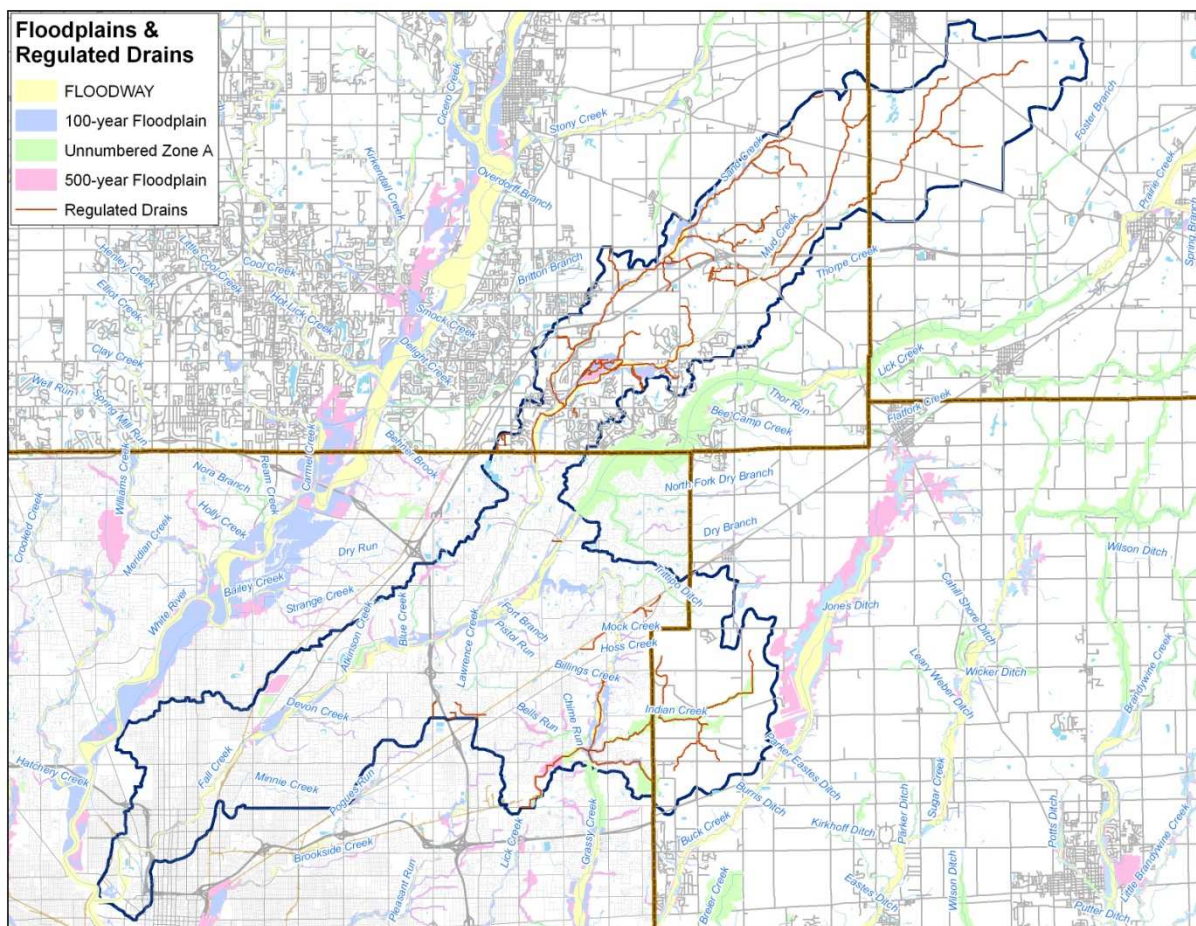 Floodplains &
Regulated Drains
FLOODWAY
100-year Floodplain
Unnumbered Zone A
500-year Floodplain
Regulated Drains
Cicero Creek
Stony Creek
Kirkendall Creek
Overdorff Branch
Sand Creek
Foster Branch
Prairie Creek
Spring Branch
Mud Creek
Thorpe Creek
Britton Branch
Little Cool Creek
Cool Creek
Henley Creek
Elliot Creek
Hot Lick Creek
Smock Creek
Delight Creek
Clay Creek
Well Run
Spring Mill Run
Lick Creek
Thor Run
Bee Camp Creek
Flatfork Creek
Behner Brook
Carmel Creek
Ream Creek
Nora Branch
Williams Creek
Holly Creek
Meridian Creek
Crooked Creek
North Fork Dry Branch
Dry Branch
Dry Run
Wilson Ditch
Bailey Creek
Strange Creek
White River
Atkinson Creek
Blue Creek
Lawrence Creek
Fort Branch
Pistol Run
Mock Creek
Hoss Creek
Billings Creek
Jones Ditch
Cahill Shore Ditch
Wicker Ditch
Leary Weber Ditch
Brandywine Creek
Devon Creek
Bells Run
Chime Run
Indian Creek
Fall Creek
Minnie Creek
Pogues Run
Hatchery Creek
Parker Eastes Ditch
Burris Ditch
Buck Creek
Kirkhoff Ditch
Parker Ditch
Sugar Creek
Potts Ditch
Little Brandywine Creek
Brookside Creek
Lick Creek
Grassy Creek
Pleasant Run
Breier Creek
Eastes Ditch
Wilson Ditch
Putter Ditch